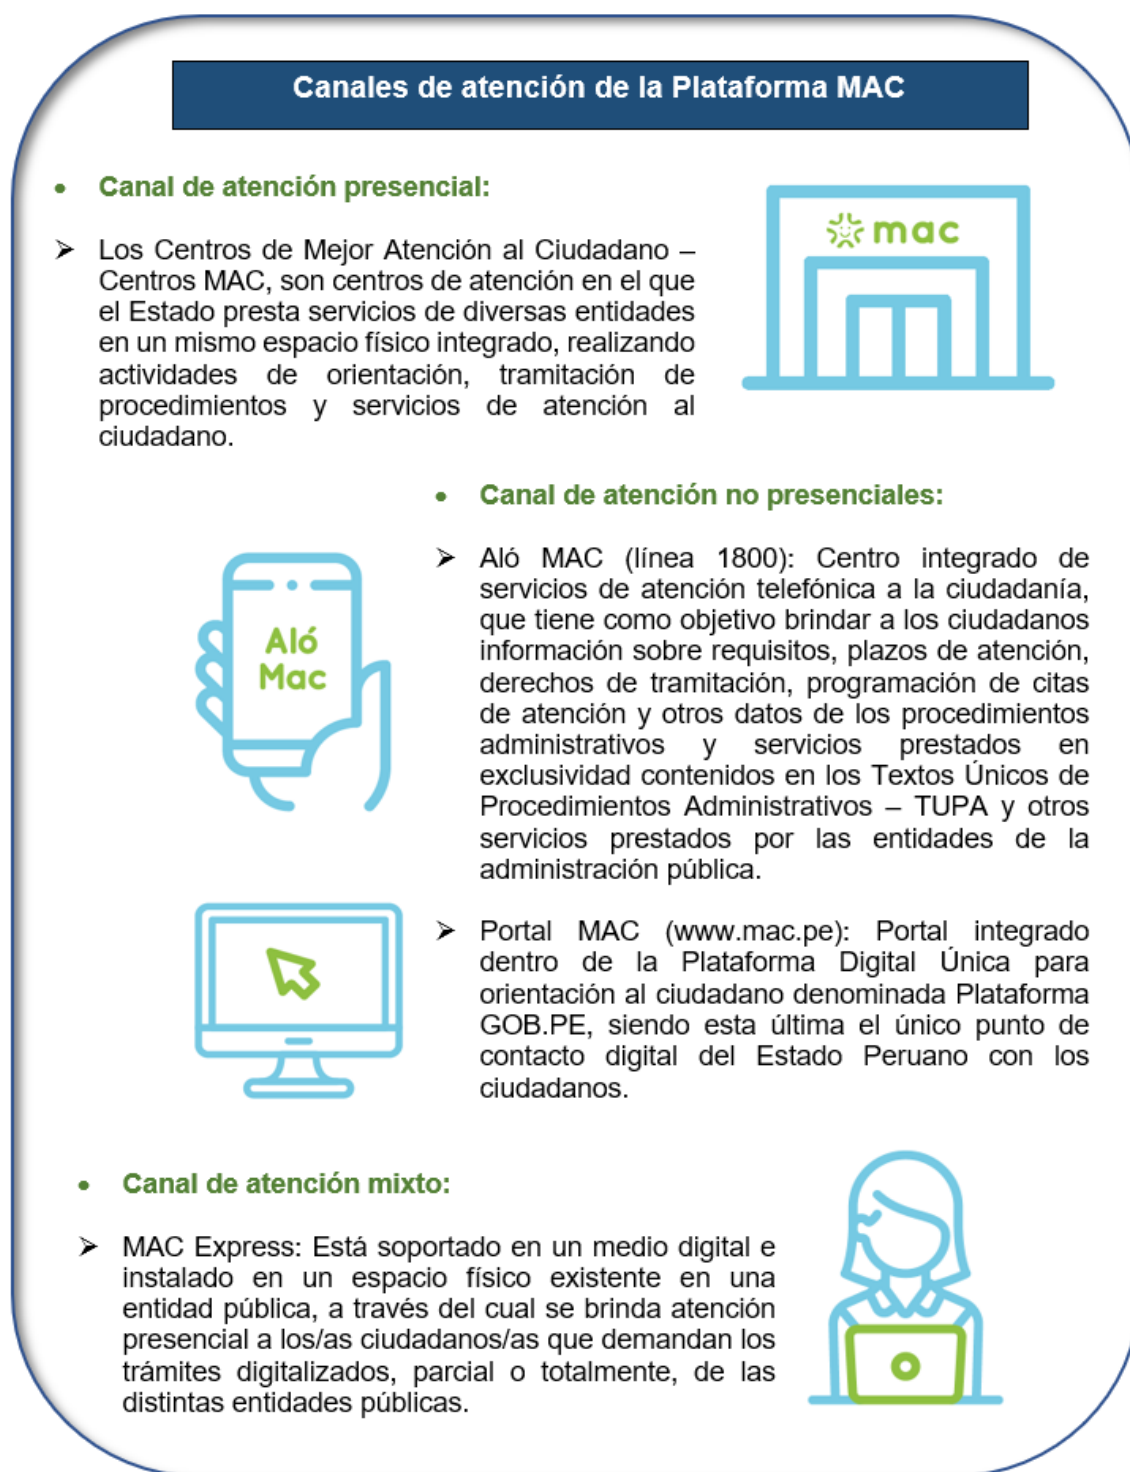 Canales de atención de la Plataforma MAC
• Canal de atención presencial:
➤ Los Centros de Mejor Atención al Ciudadano –
Centros MAC, son centros de atención en el que
el Estado presta servicios de diversas entidades
en un mismo espacio físico integrado, realizando
actividades de orientación, tramitación de
procedimientos y servicios de atención al
ciudadano.
mac
• Canal de atención no presenciales:
Aló
Mac
➤ Aló MAC (línea 1800): Centro integrado de
servicios de atención telefónica a la ciudadanía,
que tiene como objetivo brindar a los ciudadanos
información sobre requisitos, plazos de atención,
derechos de tramitación, programación de citas
de atención y otros datos de los procedimientos
administrativos y servicios prestados en
exclusividad contenidos en los Textos Únicos de
Procedimientos Administrativos – TUPA y otros
servicios prestados por las entidades de la
administración pública.
➤ Portal MAC (www.mac.pe): Portal integrado
dentro de la Plataforma Digital Única para
orientación al ciudadano denominada Plataforma
GOB.PE, siendo esta última el único punto de
contacto digital del Estado Peruano con los
ciudadanos.
• Canal de atención mixto:
➤ MAC Express: Está soportado en un medio digital e
instalado en un espacio físico existente en una
entidad pública, a través del cual se brinda atención
presencial a los/as ciudadanos/as que demandan los
trámites digitalizados, parcial o totalmente, de las
distintas entidades públicas.